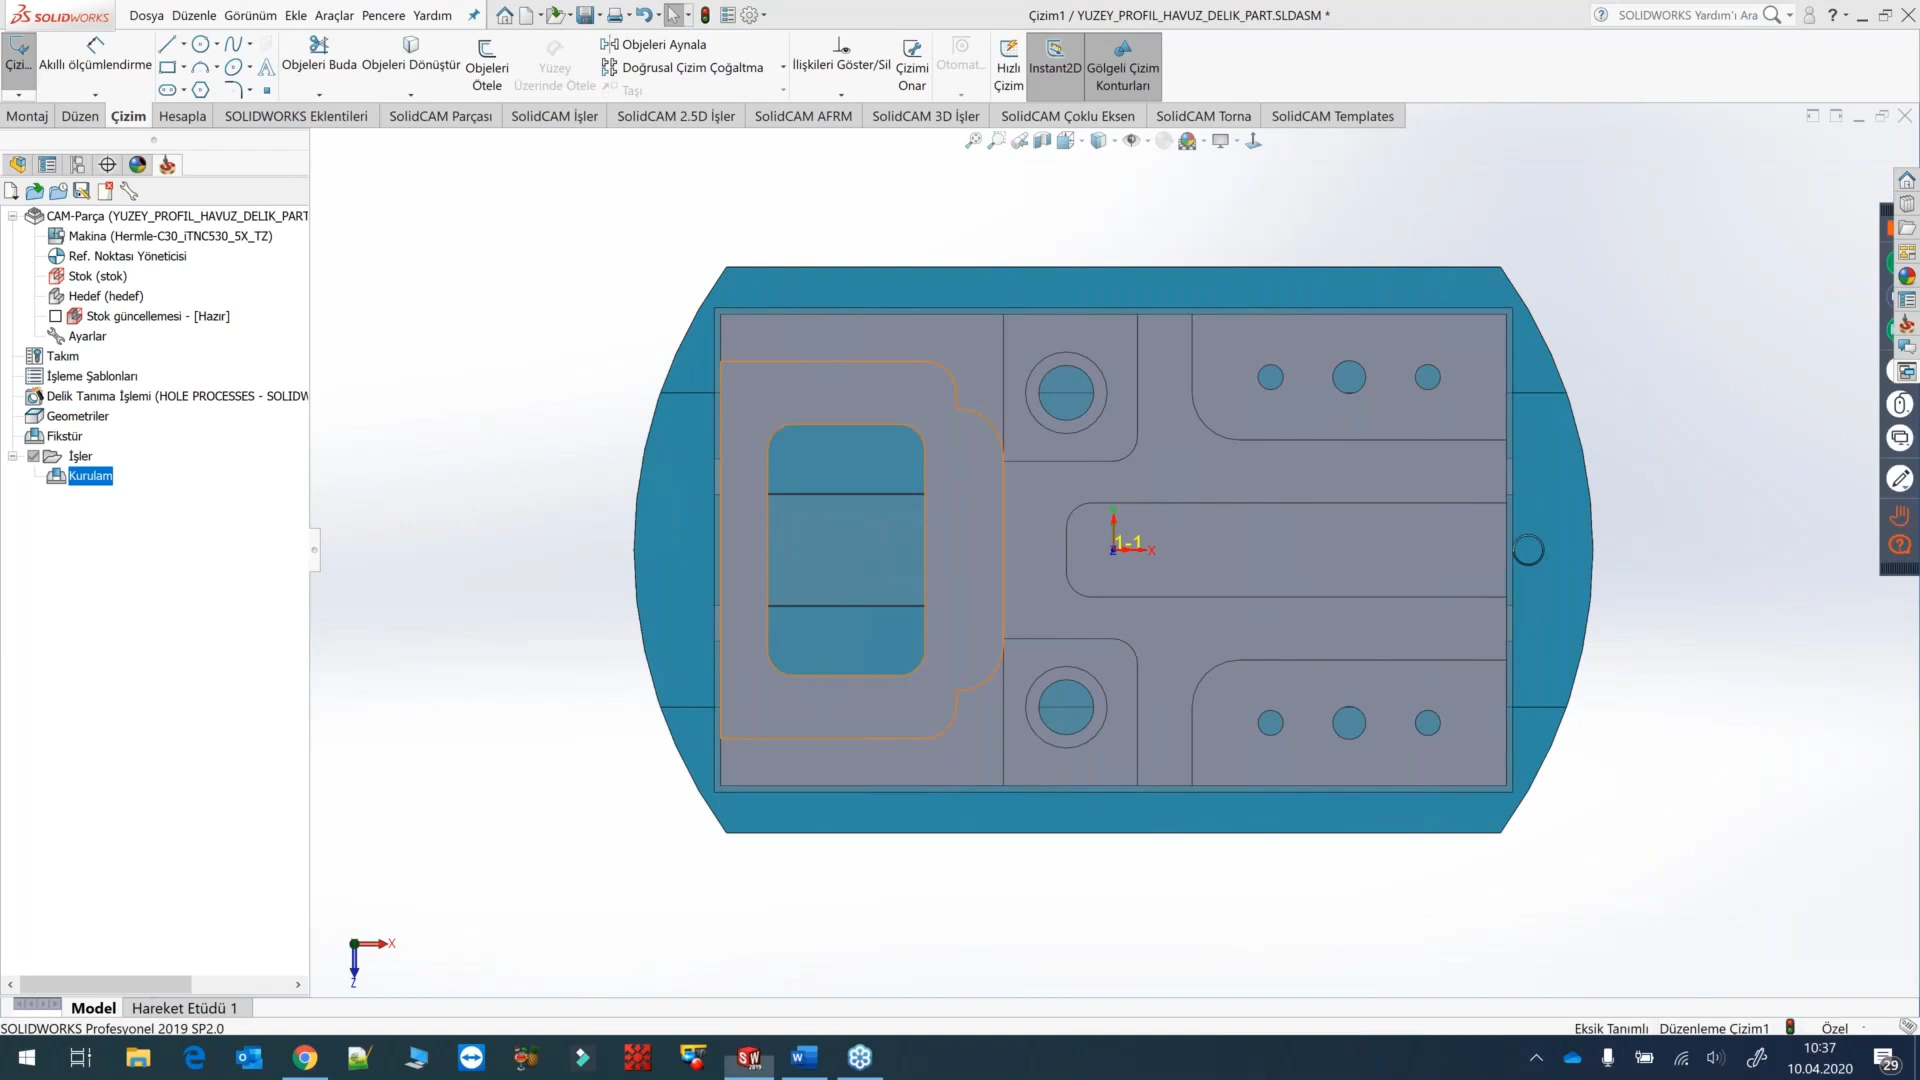 SOLIDWORKS
Dosya Düzenle Görünüm Ekle Araçlar Pencere Yardım
Çizim1 / YUZEY_PROFIL_HAVUZ_DELIK_PART.SLDASM *
SOLIDWORKS Yardım'ı Ara
Çizi...
Akıllı ölçümlendirme
Objeleri Buda
Objeleri Dönüştür
Objeleri Ötele
Yüzey Üzerinde Ötele
Objeleri Aynala
Doğrusal Çizim Çoğaltma
Taşı
İlişkileri Göster/Sil
Çizimi Onar
Otomat...
Hızlı Çizim
Instant2D
Gölgeli Çizim Konturları
Montaj Düzen Çizim Hesapla SOLIDWORKS Eklentileri SolidCAM Parçası SolidCAM İşler SolidCAM 2.5D İşler SolidCAM AFRM SolidCAM 3D İşler SolidCAM Çoklu Eksen SolidCAM Torna SolidCAM Templates
CAM-Parça (YUZEY_PROFIL_HAVUZ_DELIK_PART
Makina (Hermle-C30_iTNC530_5X_TZ)
Ref. Noktası Yöneticisi
Stok (stok)
Hedef (hedef)
Stok güncellemesi - [Hazır]
Ayarlar
Takım
İşleme Şablonları
Delik Tanıma İşlemi (HOLE PROCESSES - SOLIDW
Geometriler
Fikstür
İşler
Kurulam
Y
1-1
Z X
X
Z
Model Hareket Etüdü 1
SOLIDWORKS Profesyonel 2019 SP2.0
Eksik Tanımlı Düzenleme Çizim1 Özel
10:37
10.04.2020
29